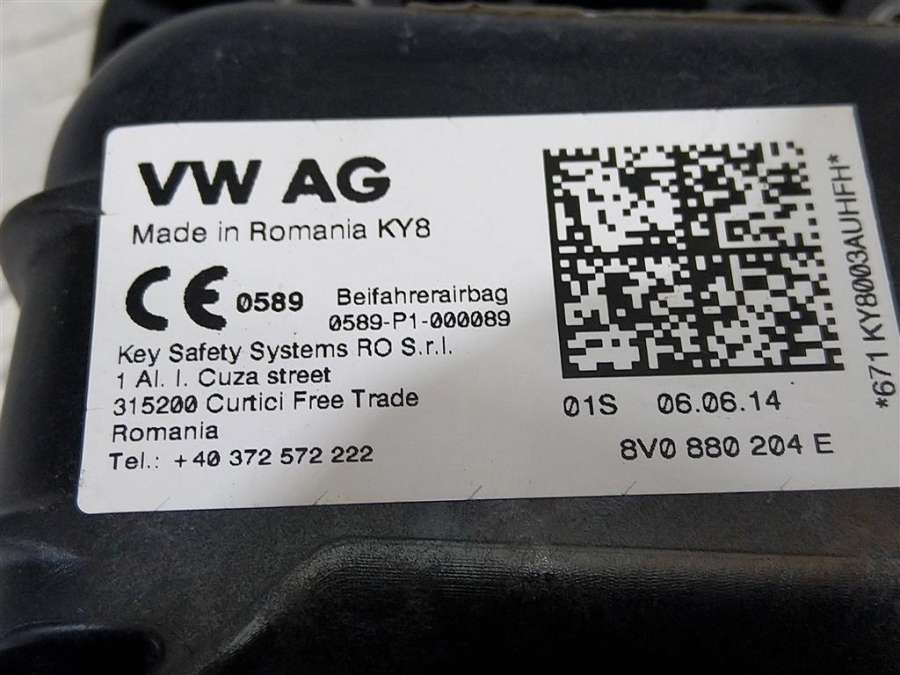 VW AG
Made in Romania KY8
CE 0589
Beifahrerairbag
0589-P1-000089
Key Safety Systems RO S.r.l.
1 Al. I. Cuza street
315200 Curtici Free Trade
Romania
Tel.: +40 372 572 222
01S 06.06.14
8V0 880 204 E
*671 KY8003AUHFH*